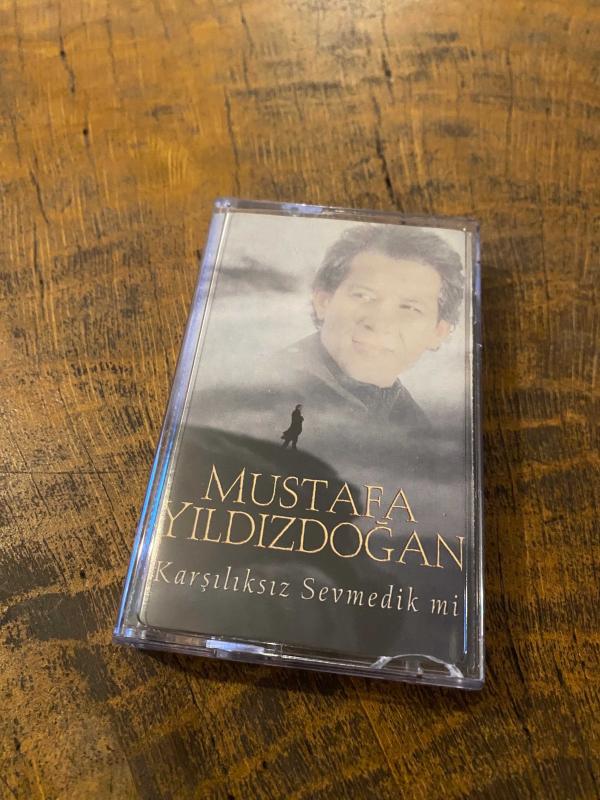 MUSTAFA
YILDIZDOĞAN
Karşılıksız Sevmedik mi